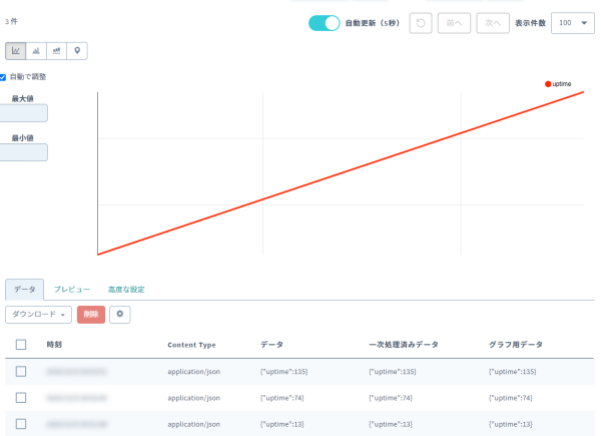 3 件
自動更新（5秒） 前へ 次へ 表示件数 100
自動で調整
最大値
最小値
uptime
データ プレビュー 高度な設定
ダウンロード 削除
時刻 Content Type データ 一次処理済みデータ グラフ用データ
application/json {"uptime":135} {"uptime":135} {"uptime":135}
application/json {"uptime":74} {"uptime":74} {"uptime":74}
application/json {"uptime":13} {"uptime":13} {"uptime":13}